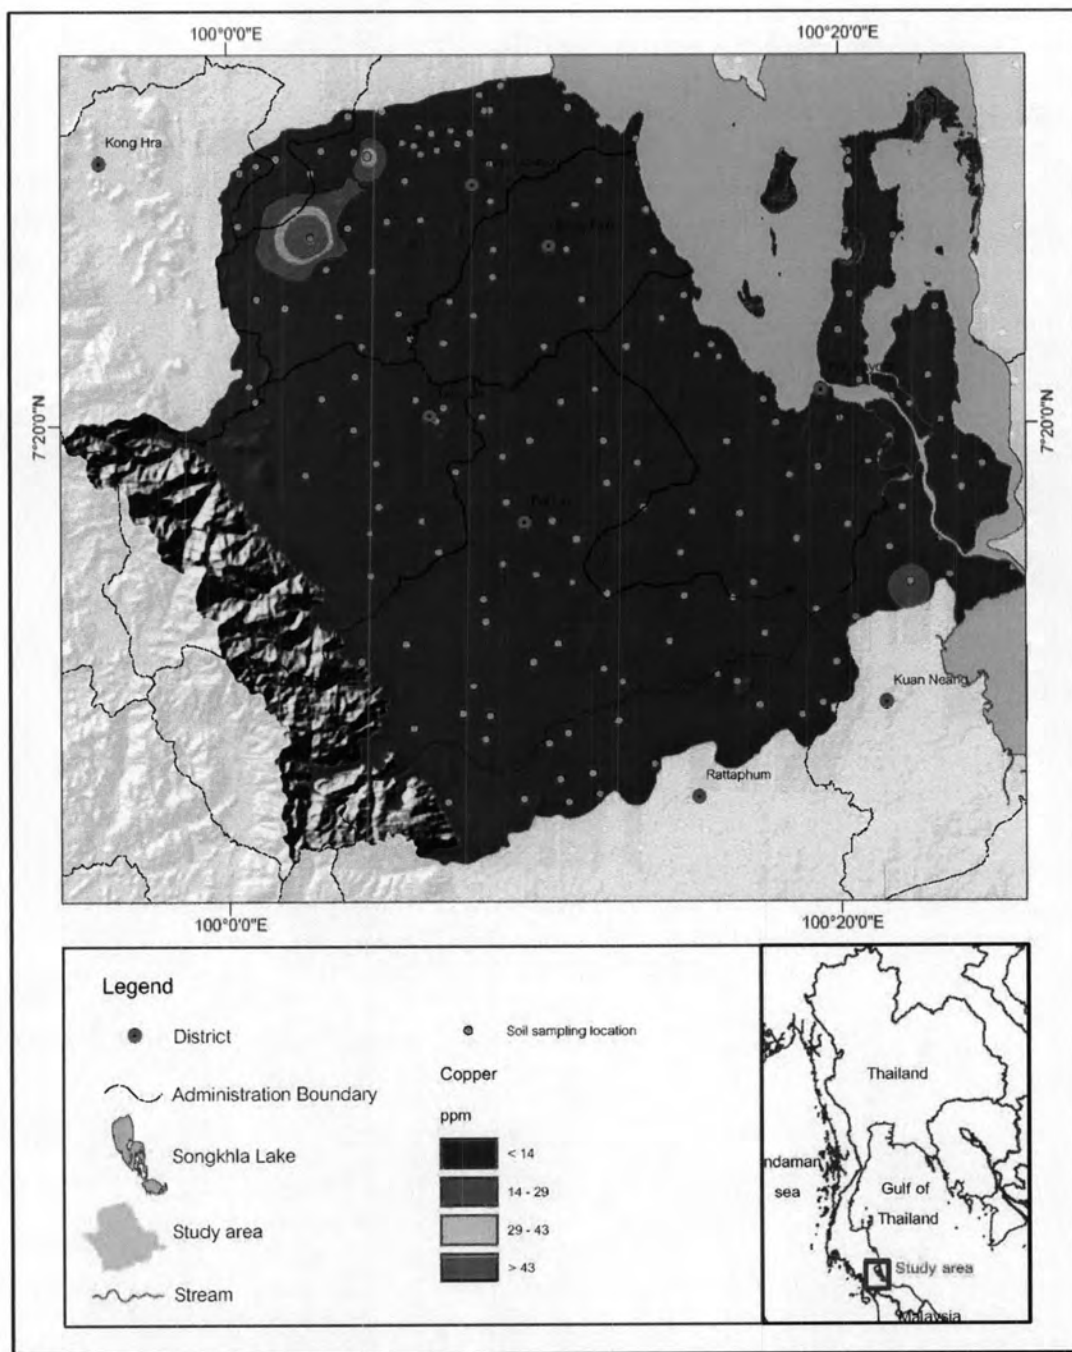 100°0'0"E
100°20'0"E
Kong Hra
7°20'0"N
7°20'0"N
Kuan Neang
Rattaphum
100°0'0"E
100°20'0"E
Legend
District
Administration Boundary
Songkhla Lake
Study area
Stream
Soil sampling location
Copper
ppm
< 14
14 - 29
29 - 43
> 43
Thailand
ndaman
sea
Gulf of
Thailand
Study area
Malaysia